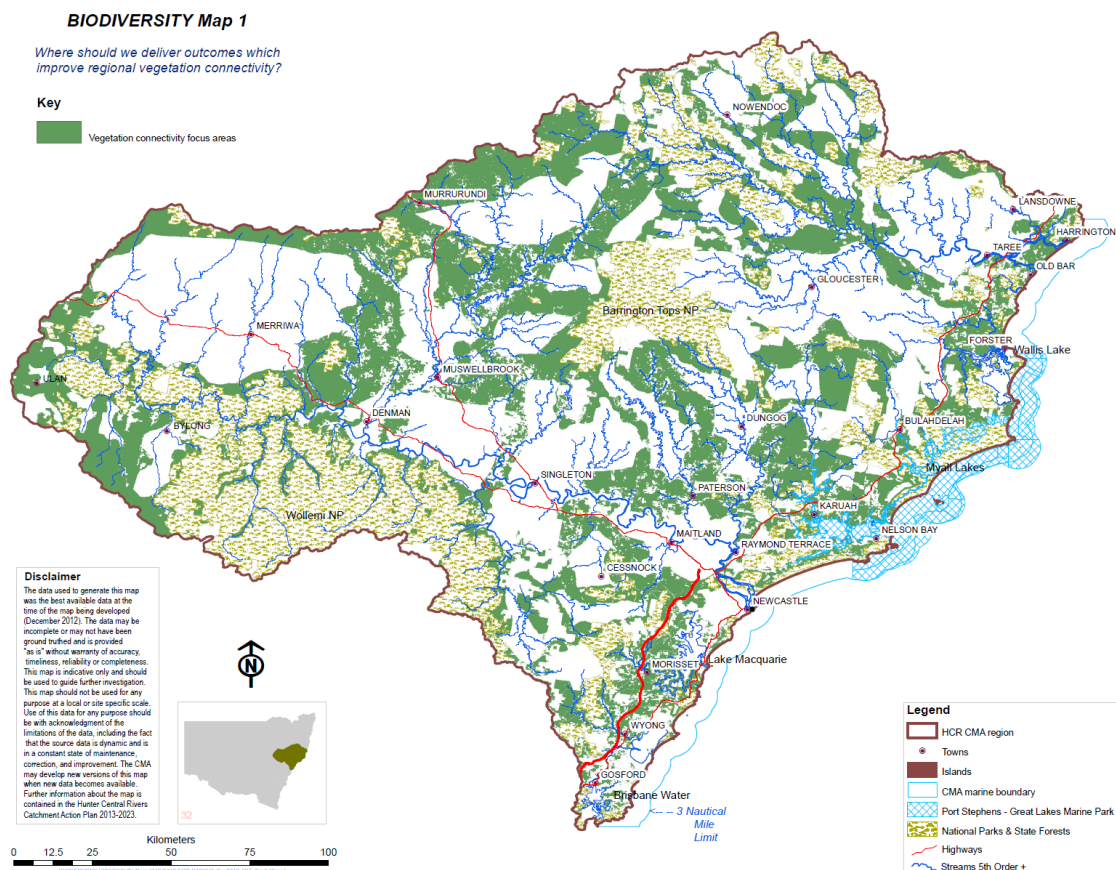 BIODIVERSITY Map 1
Where should we deliver outcomes which
improve regional vegetation connectivity?
Key
Vegetation connectivity focus areas
NOWENDOC
MURRURUNDI
LANSDOWNE
HARRINGTON
TAREE
OLD BAR
GLOUCESTER
Barrington Tops NP
MERRIWA
FORSTER
Wallis Lake
MUSWELLBROOK
ULAN
DENMAN
BYLONG
DUNGOG
BULAHDELAH
Myall Lakes
SINGLETON
PATERSON
KARUAH
Wollemi NP
NELSON BAY
MAITLAND
RAYMOND TERRACE
CESSNOCK
NEWCASTLE
Lake Macquarie
MORISSET
WYONG
GOSFORD
Brisbane Water
<- – – 3 Nautical
Mile
Limit
Disclaimer
The data used to generate this map
was the best available data at the
time of the map being developed
(December 2012). The data may be
incomplete or may not have been
ground truthed and is provided
"as is" without warranty of accuracy,
timeliness, reliability or completeness.
This map is indicative only and should
be used to guide further investigation.
This map should not be used for any
purpose at a local or site specific scale.
Use of this data for any purpose should
be with acknowledgment of the
limitations of the data, including the fact
that the source data is dynamic and is
in a constant state of maintenance,
correction, and improvement. The CMA
may develop new versions of this map
when new data becomes available.
Further information about the map is
contained in the Hunter Central Rivers
Catchment Action Plan 2013-2023.
N
32
Kilometers
0 12.5 25 50 75 100
Legend
HCR CMA region
Towns
Islands
CMA marine boundary
Port Stephens - Great Lakes Marine Park
National Parks & State Forests
Highways
Streams 5th Order +